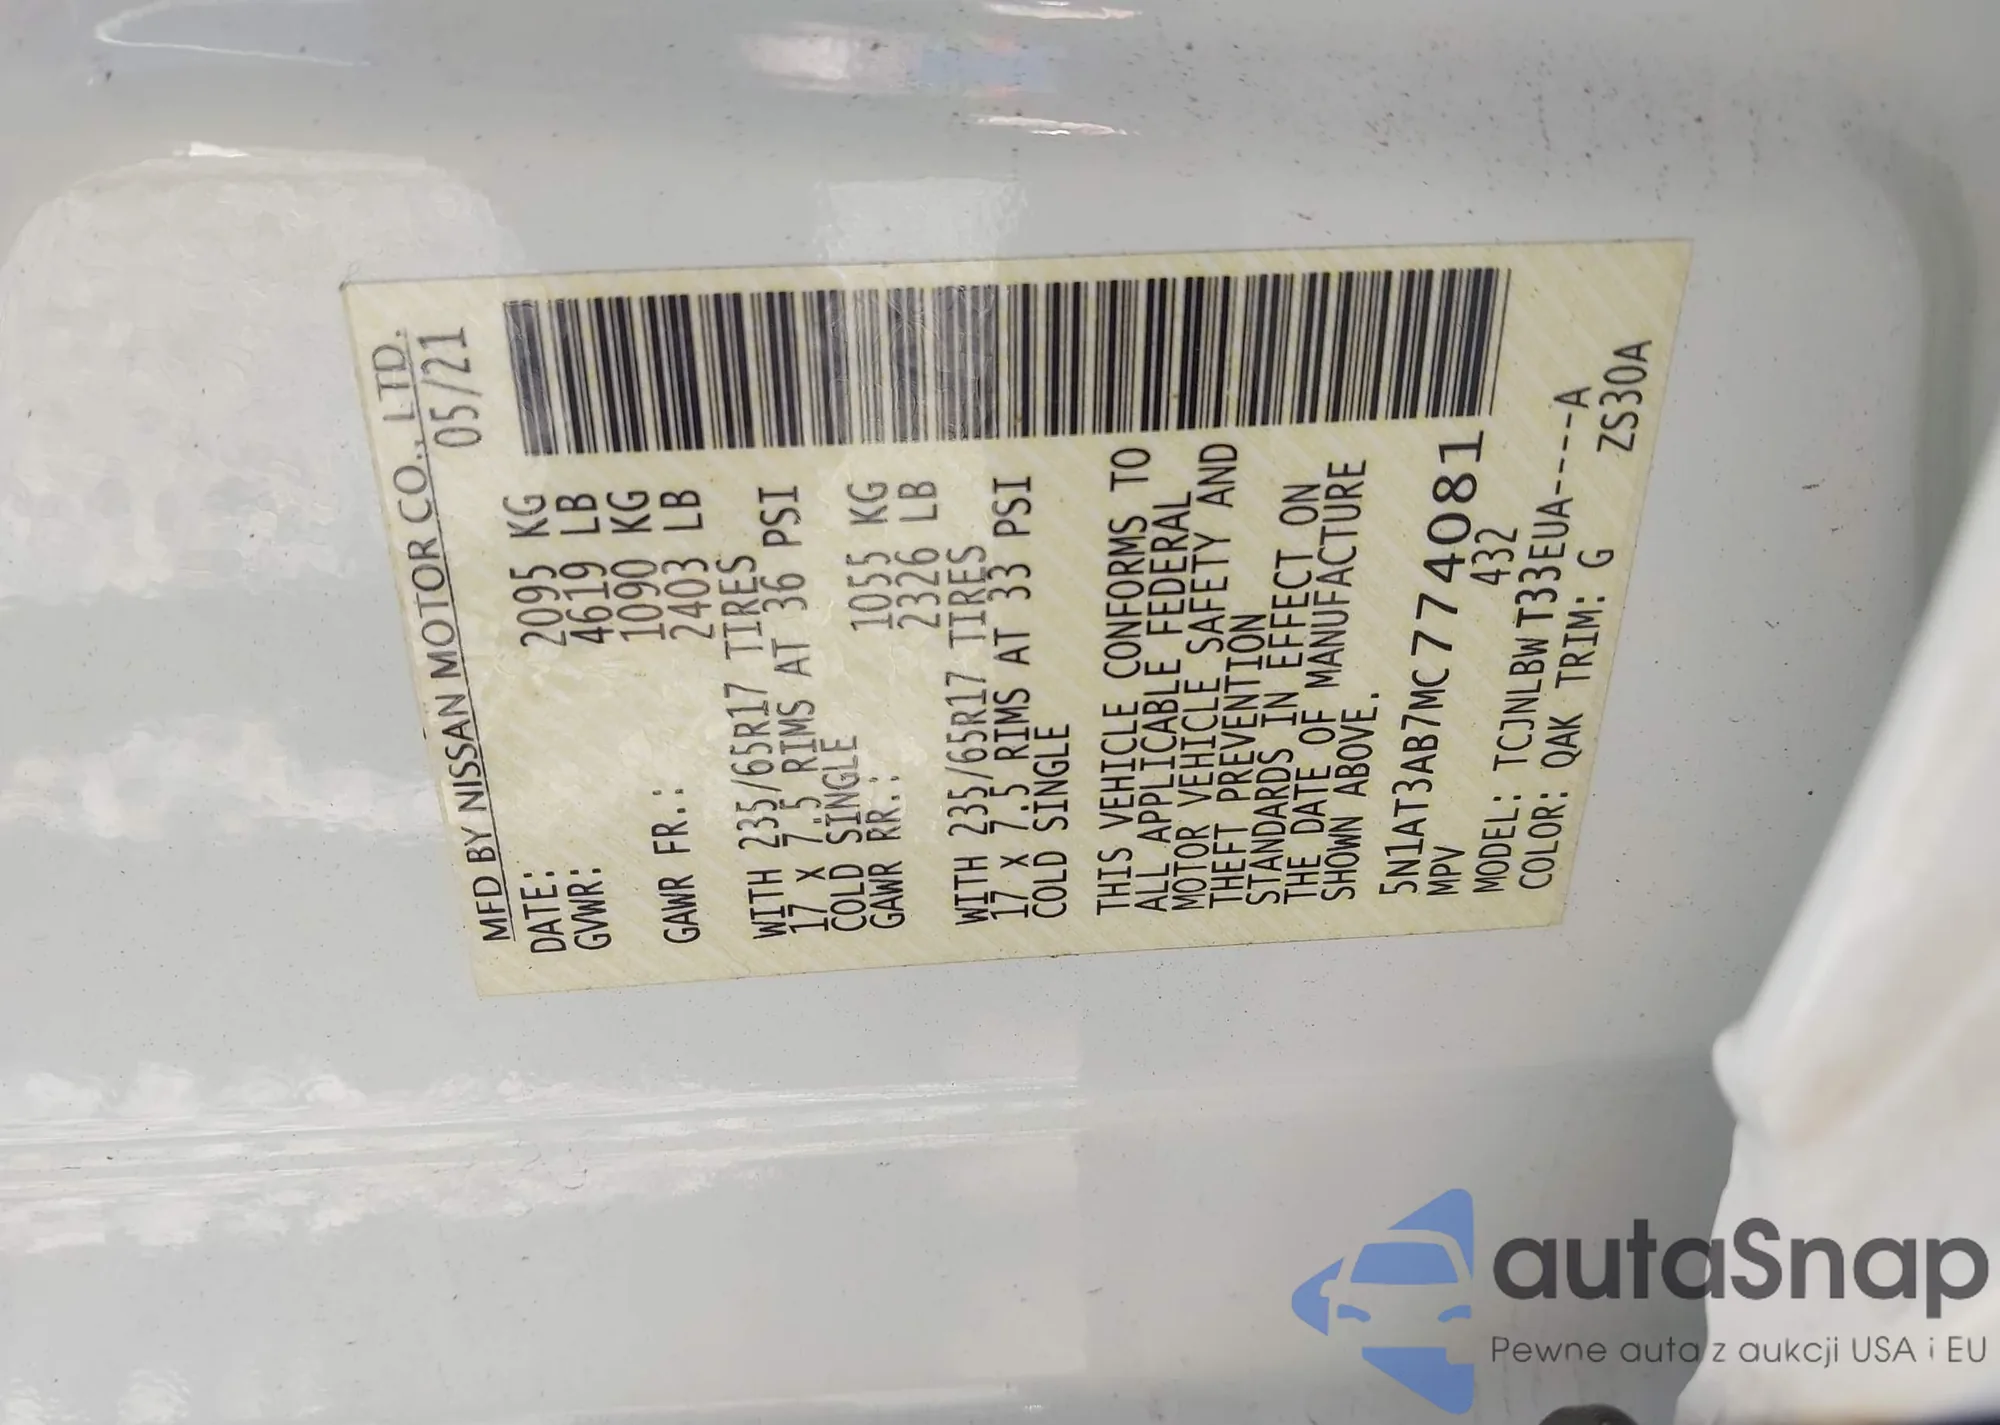 MFD BY NISSAN MOTOR CO., LTD.
DATE: 05/21
GVWR: 2095 KG
4619 LB
GAWR FR.: 1090 KG
2403 LB
WITH 235/65R17 TIRES
17 X 7.5 RIMS AT 36 PSI
COLD SINGLE
GAWR RR.: 1055 KG
2326 LB
WITH 235/65R17 TIRES
17 X 7.5 RIMS AT 33 PSI
COLD SINGLE
THIS VEHICLE CONFORMS TO
ALL APPLICABLE FEDERAL
MOTOR VEHICLE SAFETY AND
THEFT PREVENTION
STANDARDS IN EFFECT ON
THE DATE OF MANUFACTURE
SHOWN ABOVE.
5N1AT3AB7MC774081
MPV 432
MODEL: TCJNLBWT33EUA----A
COLOR: QAK TRIM: G ZS30A
autaSnap
Pewne auta z aukcji USA i EU